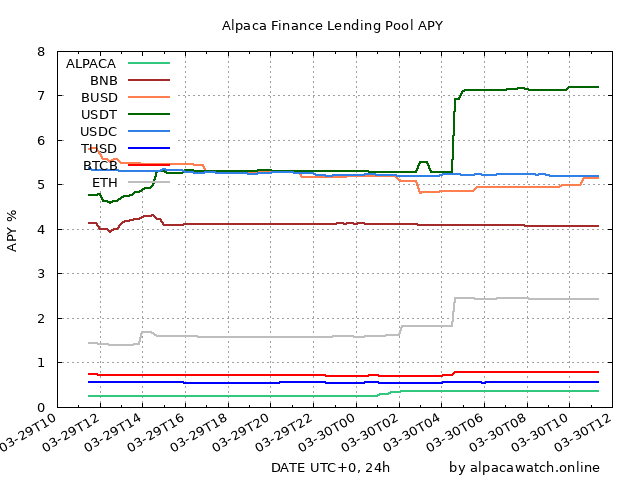 Alpaca Finance Lending Pool APY
8
7
6
5
4
3
2
1
0
APY %
ALPACA
BNB
BUSD
USDT
USDC
TUSD
BTCB
ETH
03-29T10
03-29T12
03-29T14
03-29T16
03-29T18
03-29T20
03-29T22
03-30T00
03-30T02
03-30T04
03-30T06
03-30T08
03-30T10
03-30T12
DATE UTC+0, 24h
by alpacawatch.online